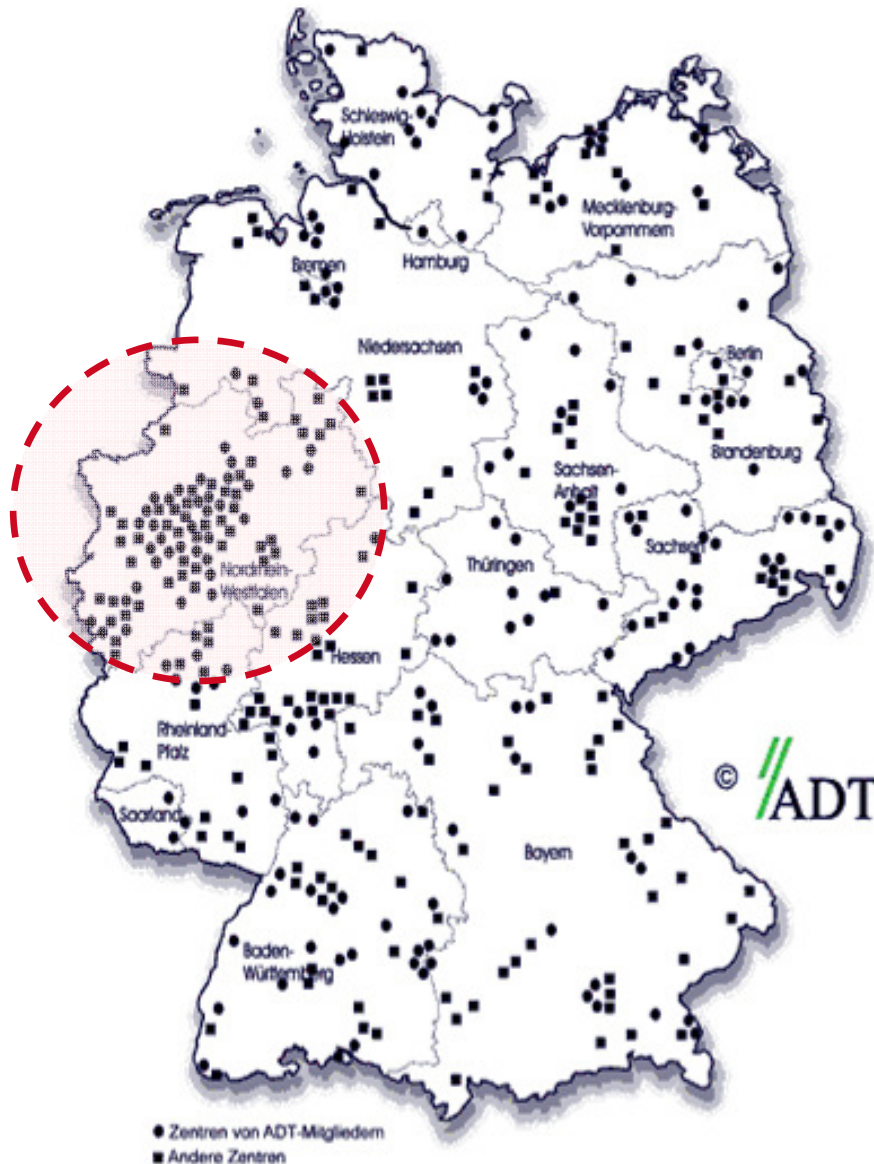 Schleswig-
Holstein
Mecklenburg-
Vorpommern
Hamburg
Bremen
Niedersachsen
Berlin
Brandenburg
Sachsen-
Anhalt
Sachsen
Nordrhein-
Westfalen
Thüringen
Hessen
Rheinland-
Pfalz
© ADT
Saarland
Bayern
Baden-
Württemberg
Zentren von ADT-Mitgliedern
Andere Zentren